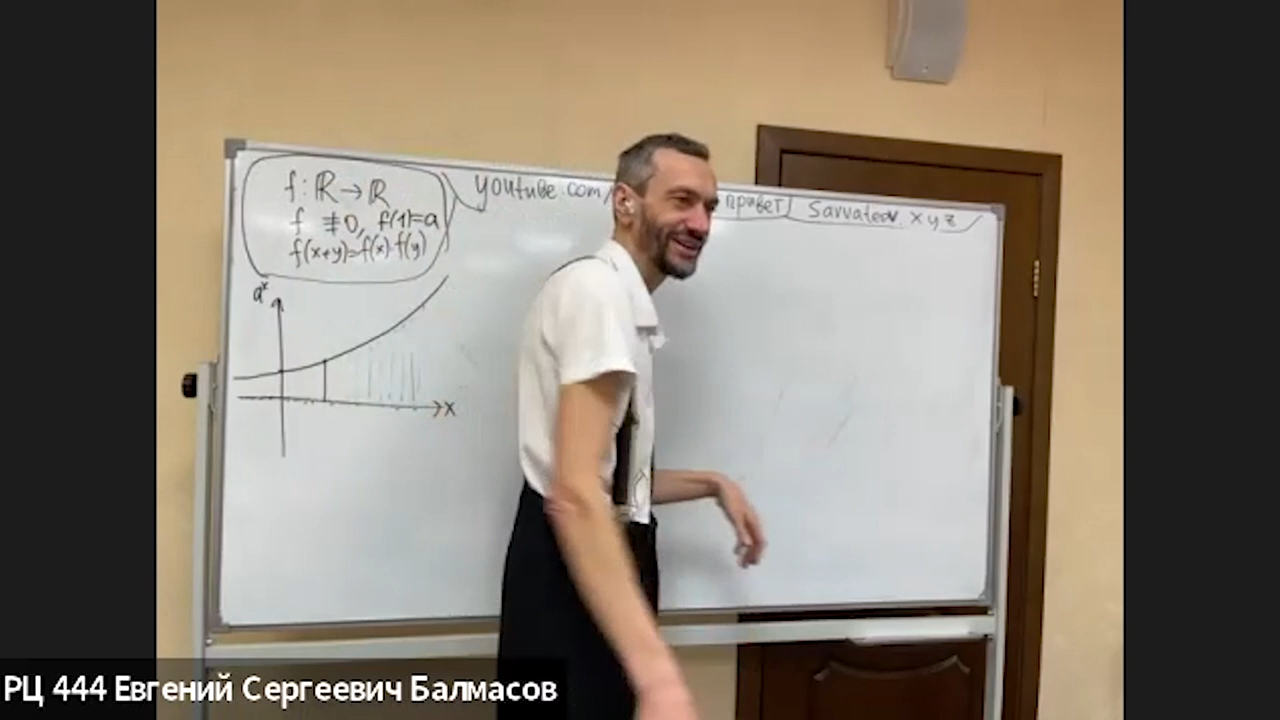 f: ℝ → ℝ
f ≢ 0, f(1)=a
f(x+y)=f(x)·f(y)
youtube.com/ привет/ Savvateev.xyz/
aˣ
x
РЦ 444 Евгений Сергеевич Балмасов